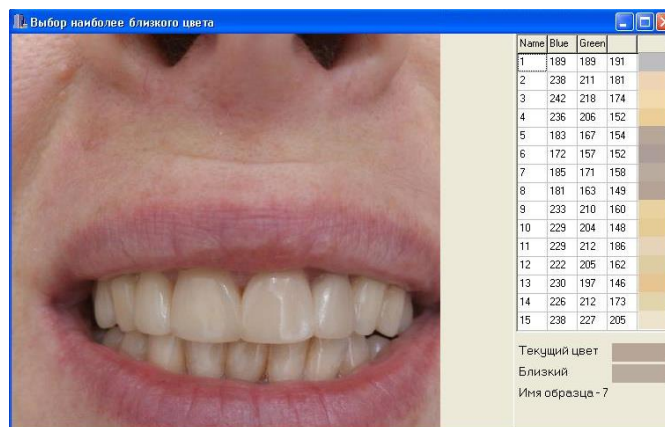 Выбор наиболее близкого цвета
Name Blue Green
1 189 189 191
2 238 211 181
3 242 218 174
4 236 206 152
5 183 167 154
6 172 157 152
7 185 171 158
8 181 163 149
9 233 210 160
10 229 204 148
11 229 212 186
12 222 205 162
13 230 197 146
14 226 212 173
15 238 227 205
Текущий цвет
Близкий
Имя образца - 7